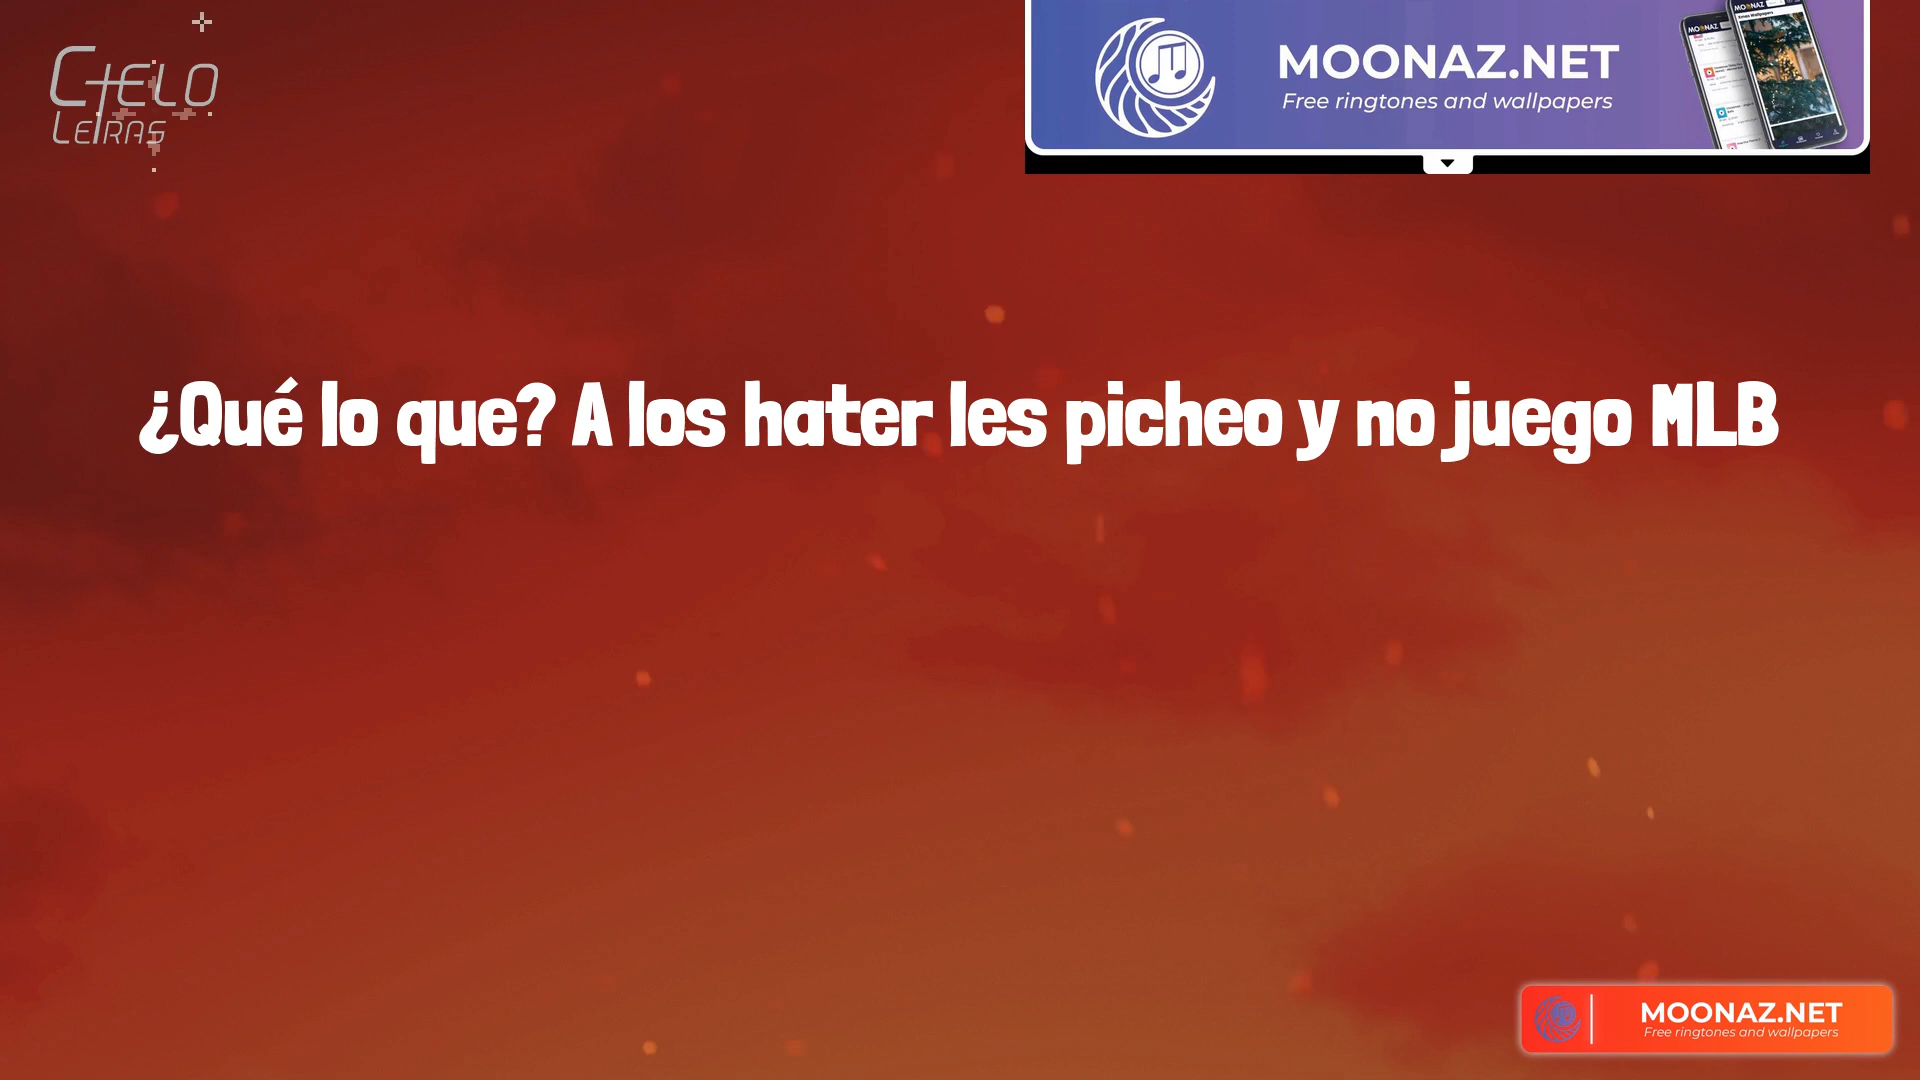 CIELO
LETRAS
MOONAZ.NET
Free ringtones and wallpapers
¿Qué lo que? A los hater les picheo y no juego MLB
MOONAZ.NET
Free ringtones and wallpapers